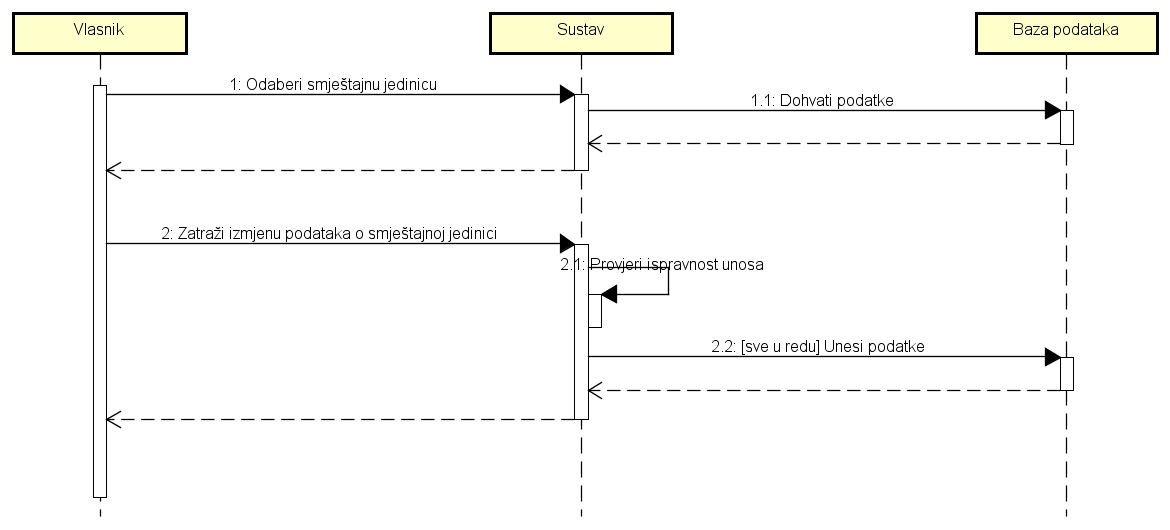 Vlasnik
Sustav
Baza podataka
1: Odaberi smještajnu jedinicu
1.1: Dohvati podatke
2: Zatraži izmjenu podataka o smještajnoj jedinici
2.1: Provjeri ispravnost unosa
2.2: [sve u redu] Unesi podatke